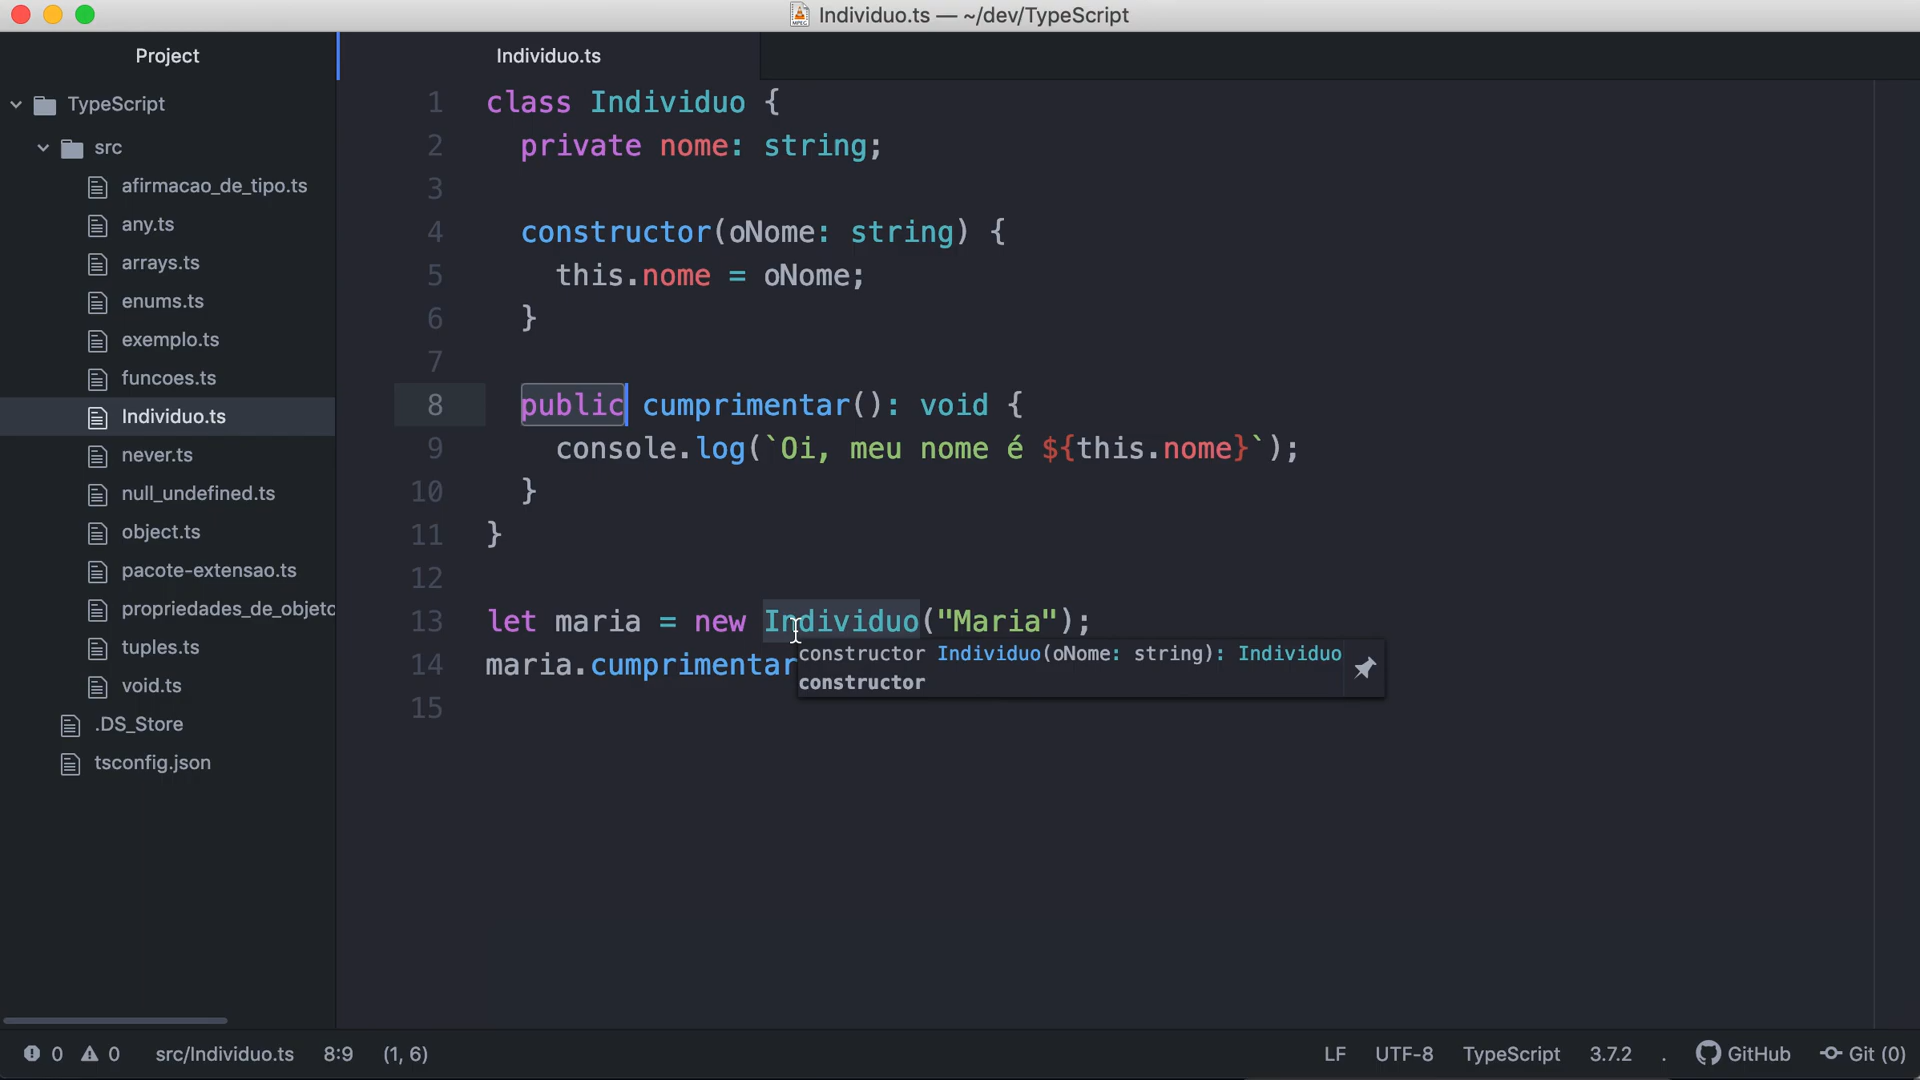 Individuo.ts — ~/dev/TypeScript
Project
Individuo.ts
TypeScript
src
afirmacao_de_tipo.ts
any.ts
arrays.ts
enums.ts
exemplo.ts
funcoes.ts
Individuo.ts
never.ts
null_undefined.ts
object.ts
pacote-extensao.ts
propriedades_de_objeto
tuples.ts
void.ts
.DS_Store
tsconfig.json
1 class Individuo {
2 private nome: string;
3
4 constructor(oNome: string) {
5 this.nome = oNome;
6 }
7
8 public cumprimentar(): void {
9 console.log(`Oi, meu nome é ${this.nome}`);
10 }
11 }
12
13 let maria = new Individuo("Maria");
14 maria.cumprimentar
15
constructor Individuo(oNome: string): Individuo
constructor
0 0 src/Individuo.ts 8:9 (1, 6) LF UTF-8 TypeScript 3.7.2 . GitHub Git (0)